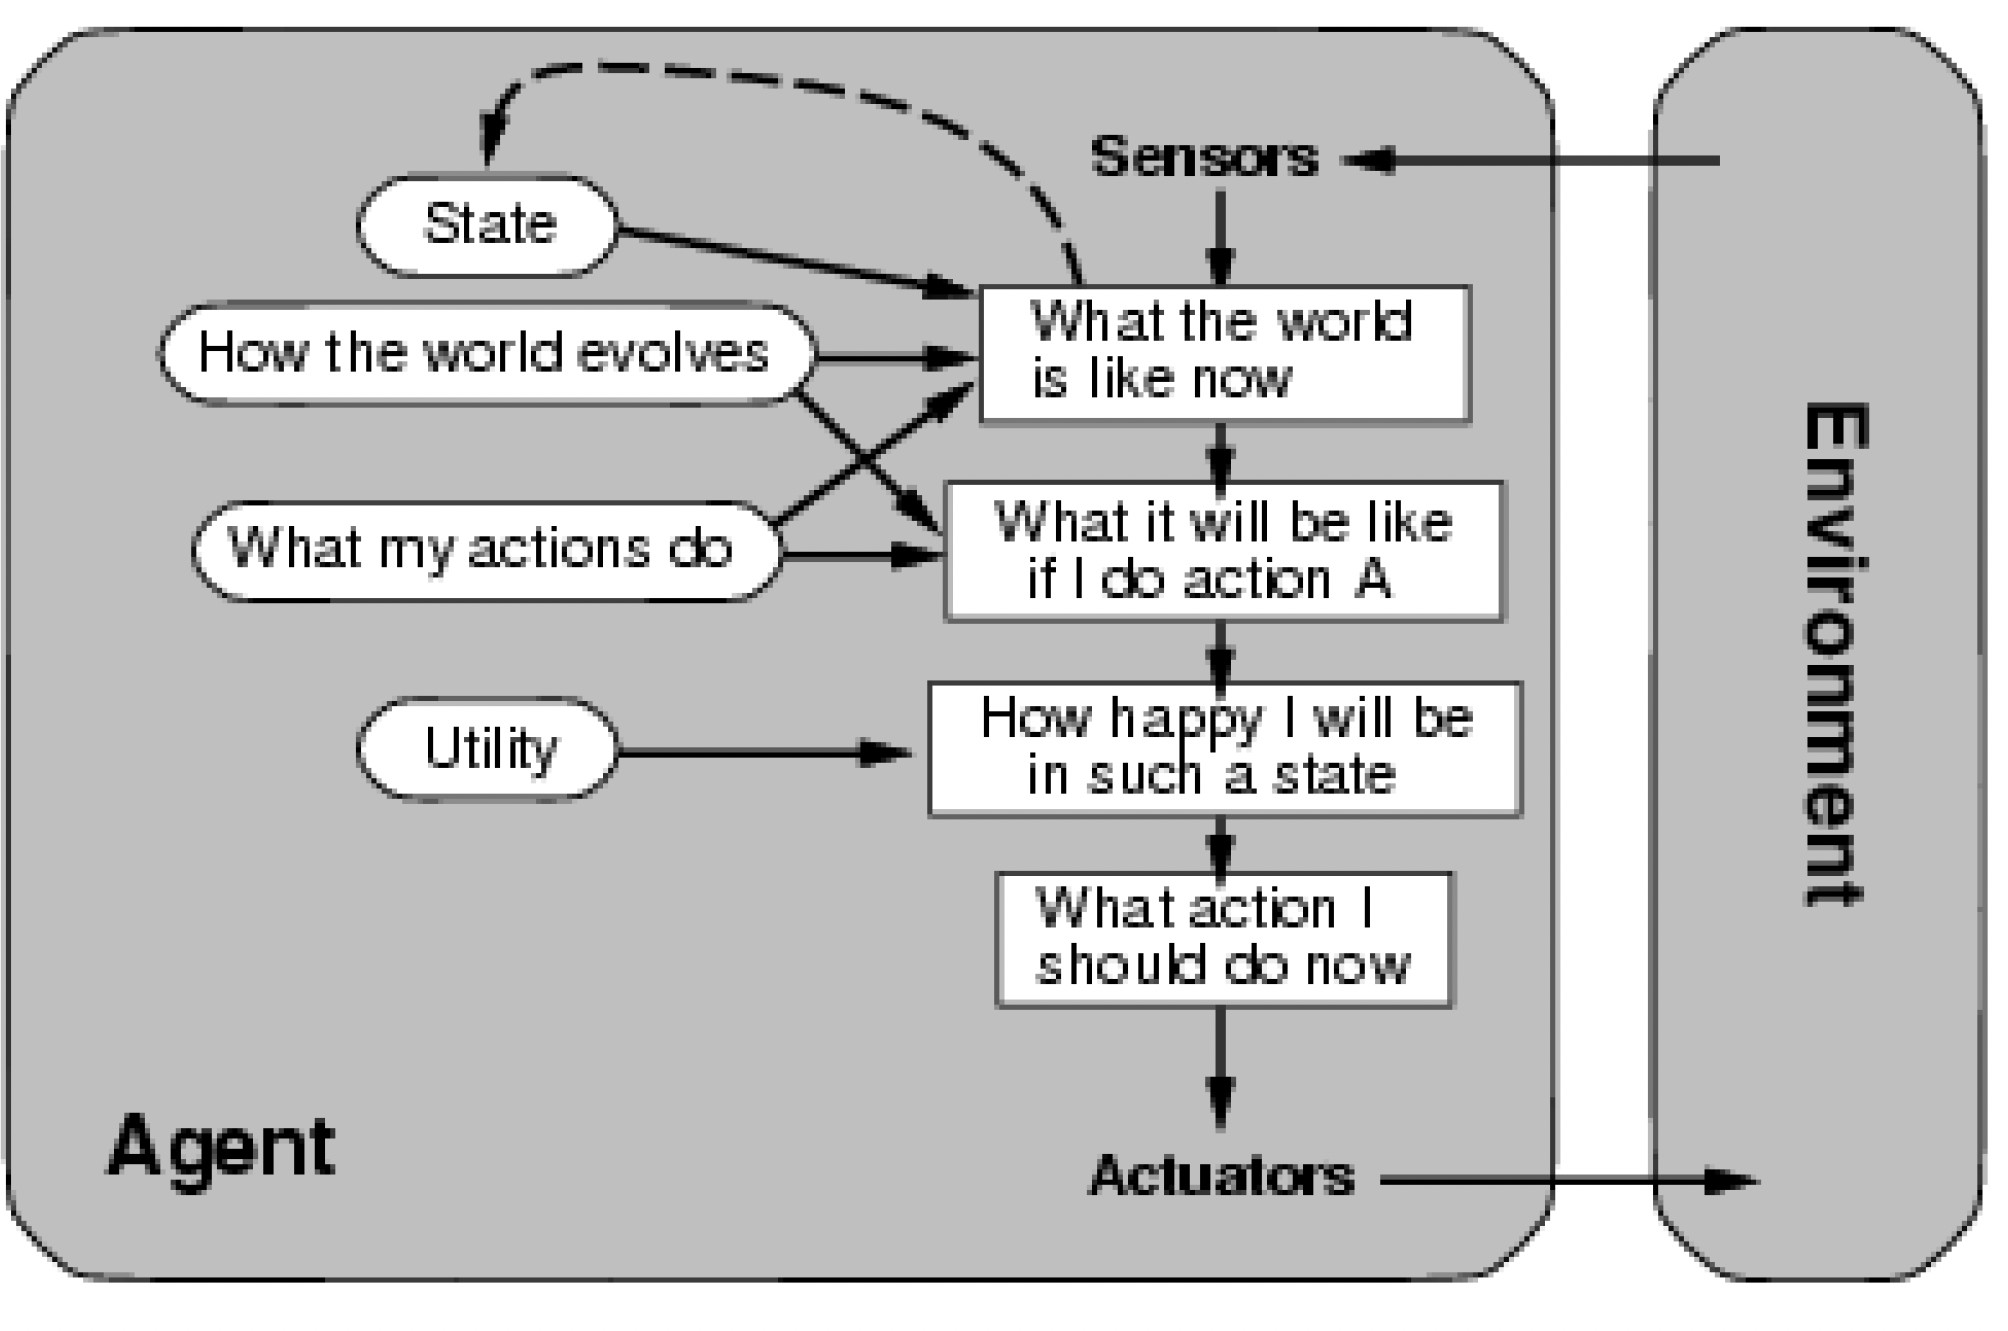 Sensors
State
What the world
is like now
How the world evolves
What it will be like
if I do action A
What my actions do
How happy I will be
in such a state
Utility
What action I
should do now
Agent
Actuators
Environment